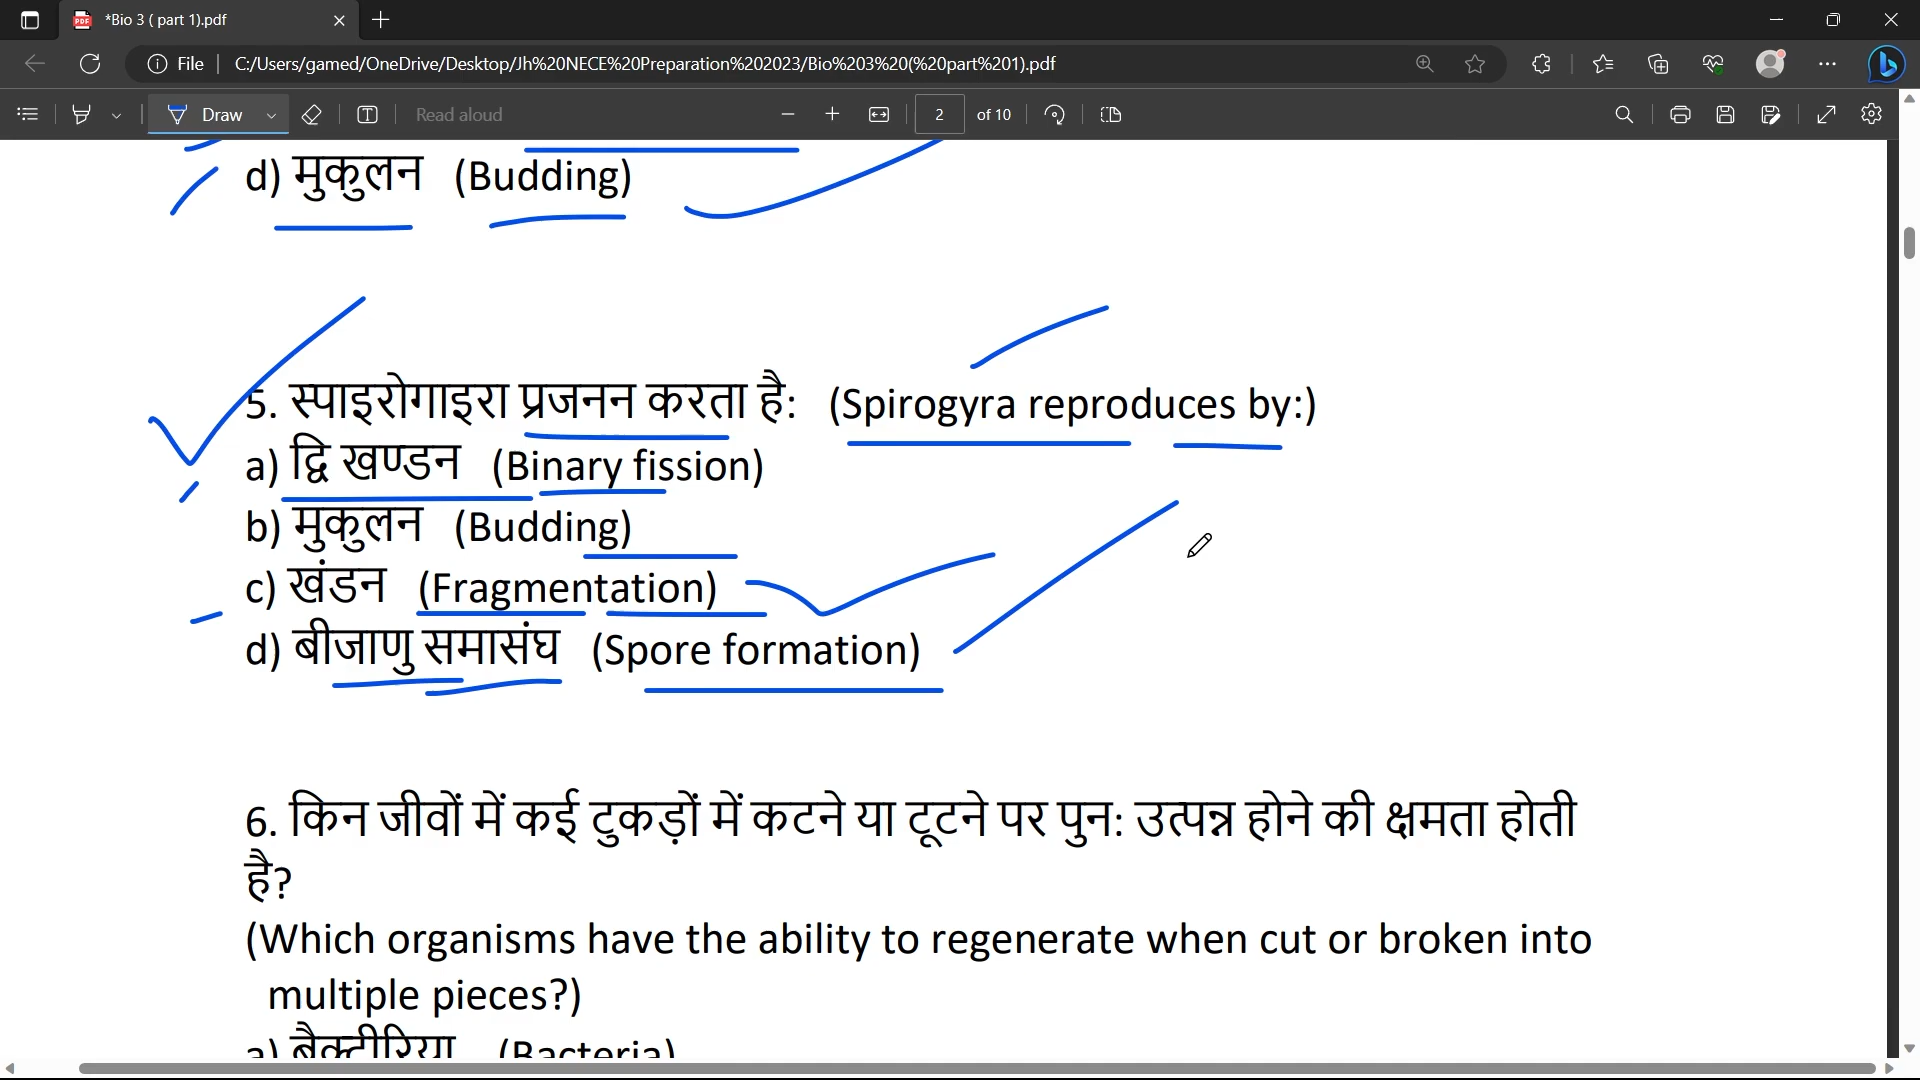 *Bio 3 ( part 1).pdf
File C:/Users/gamed/OneDrive/Desktop/Jh%20NECE%20Preparation%202023/Bio%203%20(%20part%201).pdf
Draw Read aloud 2 of 10
d) मुकुलन (Budding)
5. स्पाइरोगाइरा प्रजनन करता है: (Spirogyra reproduces by:)
a) द्वि खण्डन (Binary fission)
b) मुकुलन (Budding)
c) खंडन (Fragmentation)
d) बीजाणु समासंघ (Spore formation)
6. किन जीवों में कई टुकड़ों में कटने या टूटने पर पुन: उत्पन्न होने की क्षमता होती
है?
(Which organisms have the ability to regenerate when cut or broken into
multiple pieces?)
a) बैक्टीरिया (Bacteria)